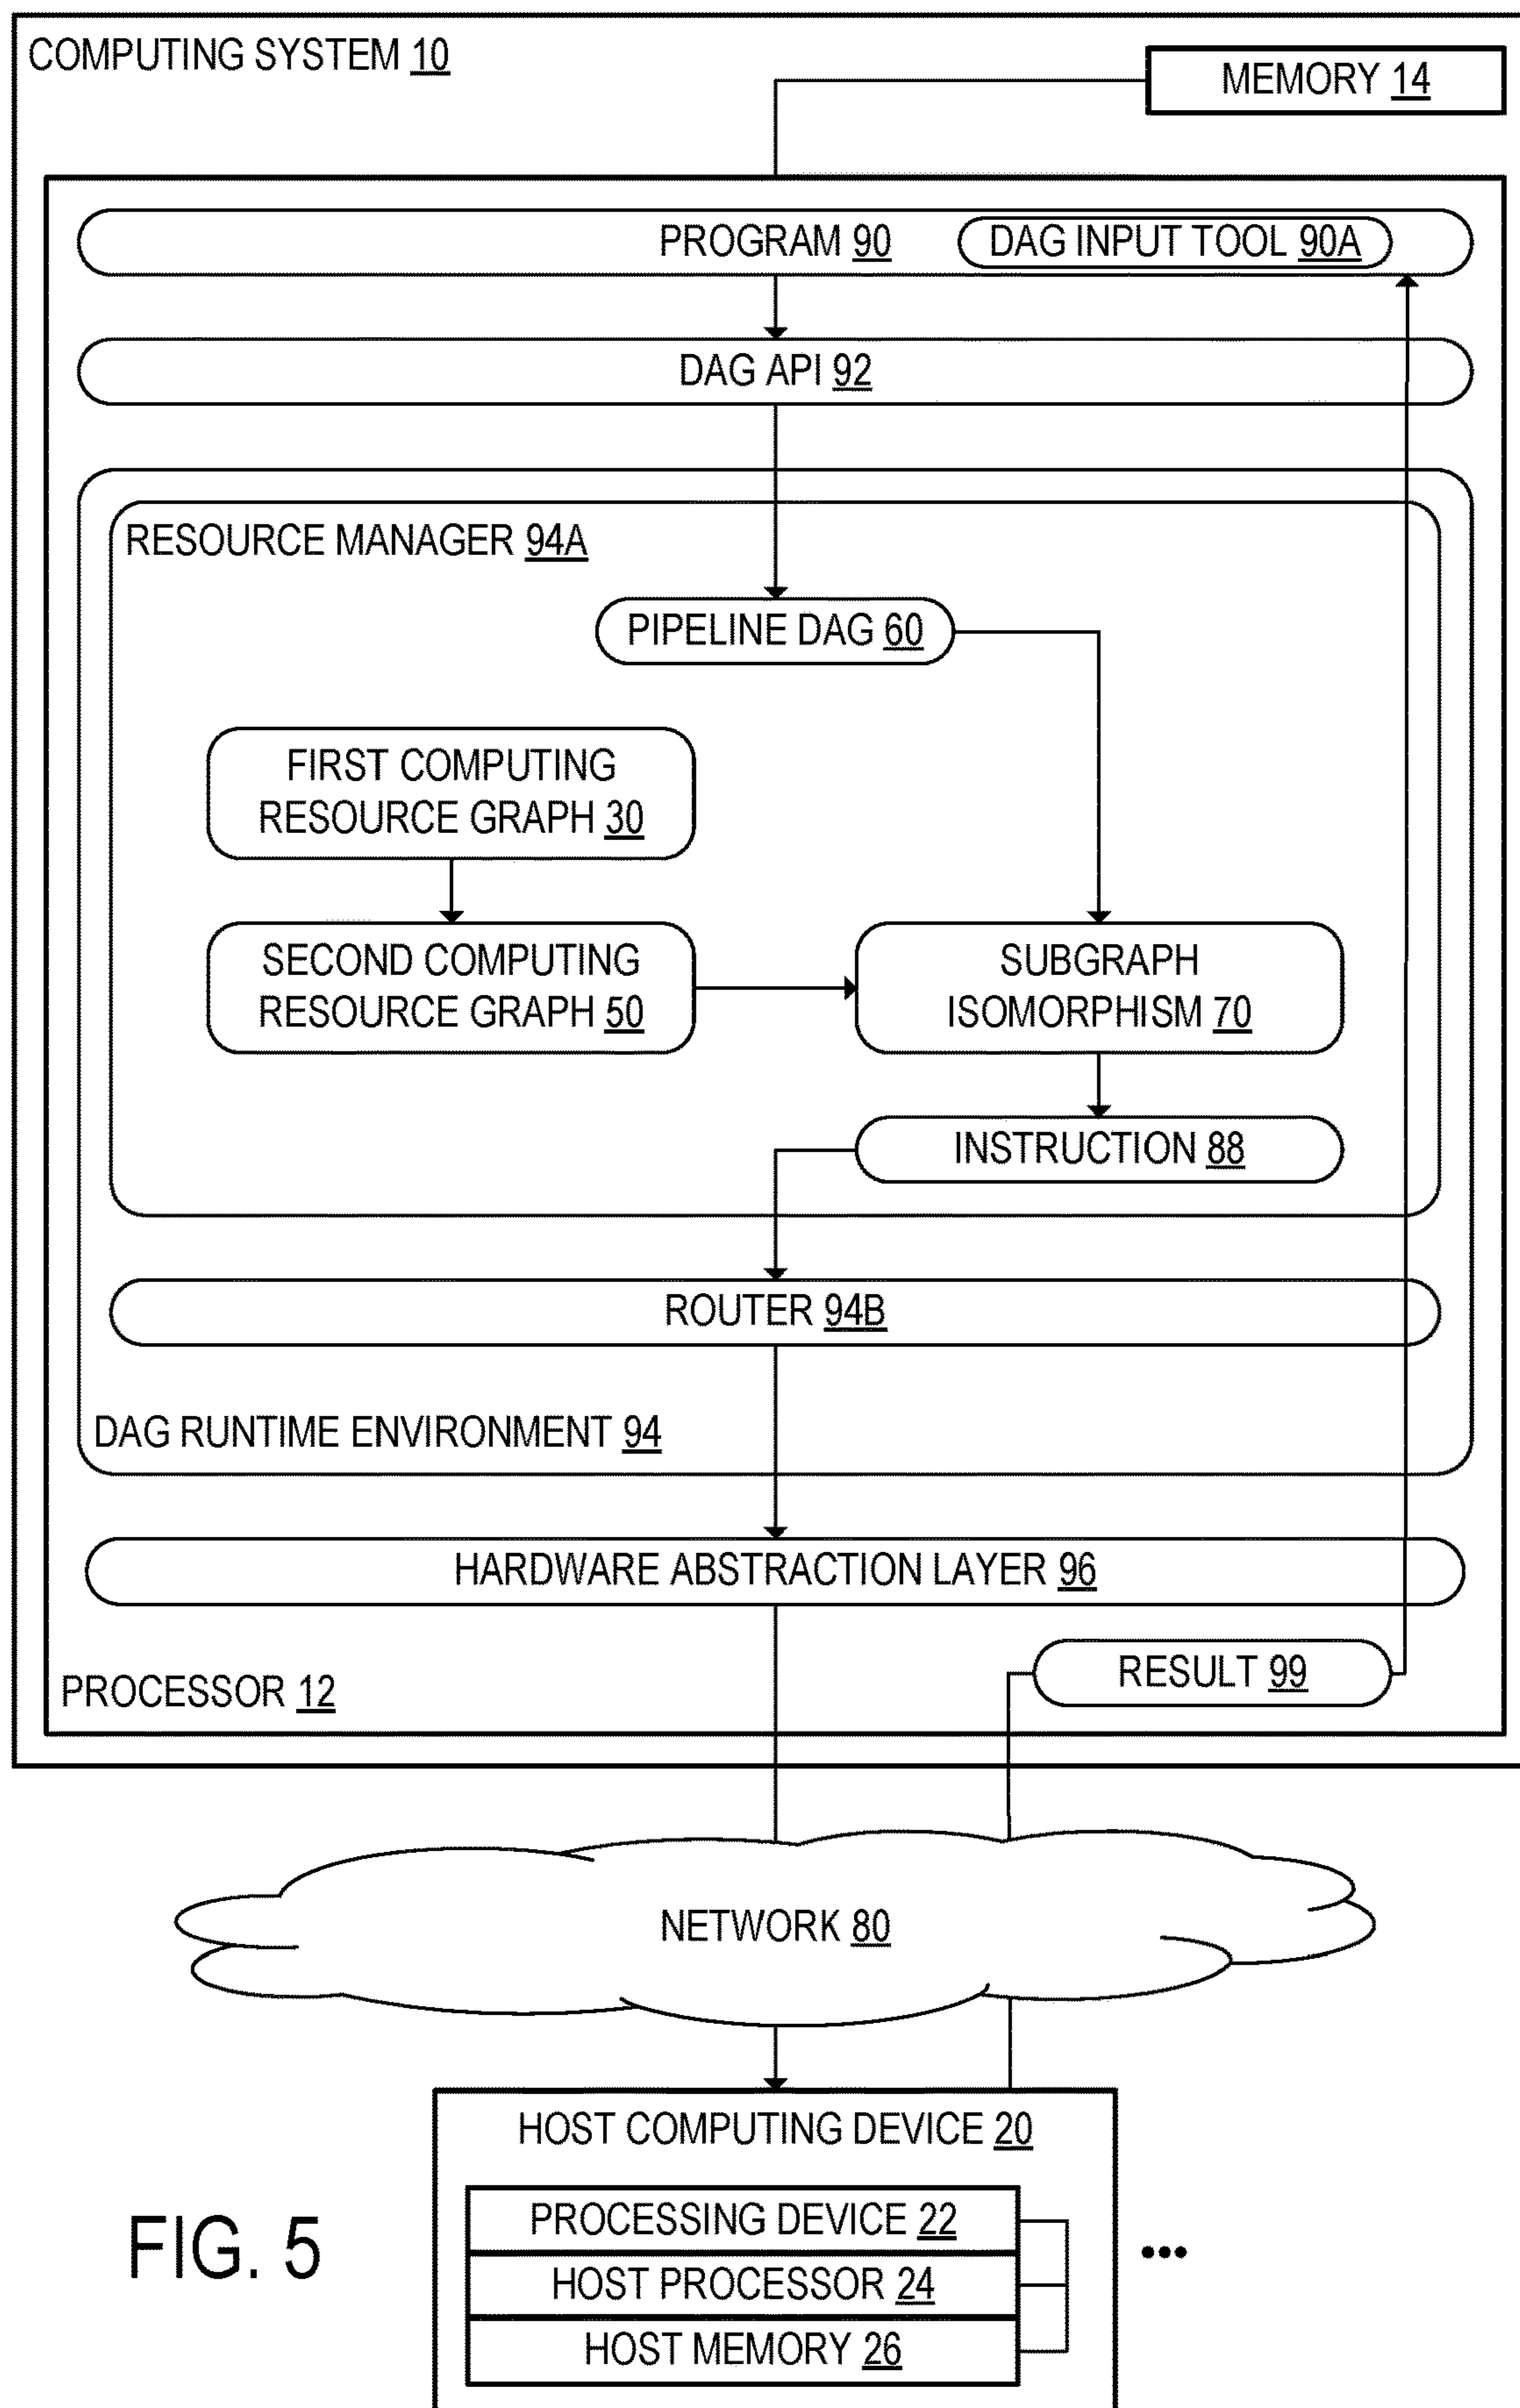 COMPUTING SYSTEM 10
MEMORY 14
PROGRAM 90
DAG INPUT TOOL 90A
DAG API 92
RESOURCE MANAGER 94A
PIPELINE DAG 60
FIRST COMPUTING
RESOURCE GRAPH 30
SECOND COMPUTING
RESOURCE GRAPH 50
SUBGRAPH
ISOMORPHISM 70
INSTRUCTION 88
ROUTER 94B
DAG RUNTIME ENVIRONMENT 94
HARDWARE ABSTRACTION LAYER 96
RESULT 99
PROCESSOR 12
NETWORK 80
HOST COMPUTING DEVICE 20
PROCESSING DEVICE 22
HOST PROCESSOR 24
HOST MEMORY 26
FIG. 5